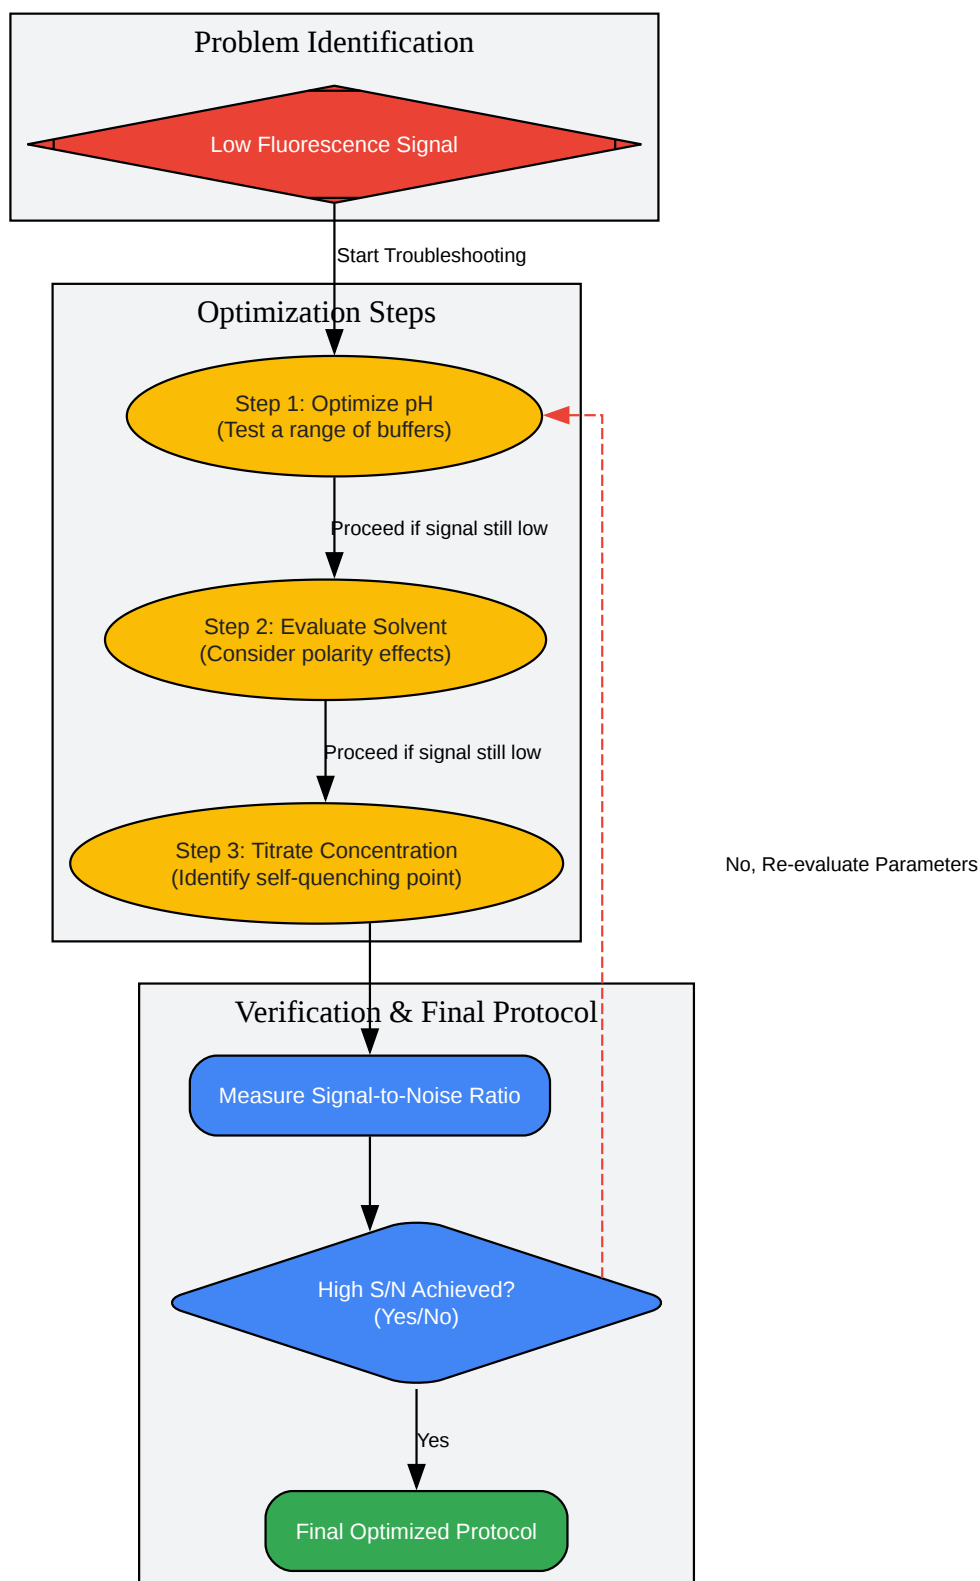 Problem Identification
Low Fluorescence Signal
Start Troubleshooting
Optimization Steps
Step 1: Optimize pH
(Test a range of buffers)
Proceed if signal still low
Step 2: Evaluate Solvent
(Consider polarity effects)
Proceed if signal still low
Step 3: Titrate Concentration
(Identify self-quenching point)
No, Re-evaluate Parameters
Verification & Final Protocol
Measure Signal-to-Noise Ratio
High S/N Achieved?
(Yes/No)
Yes
Final Optimized Protocol